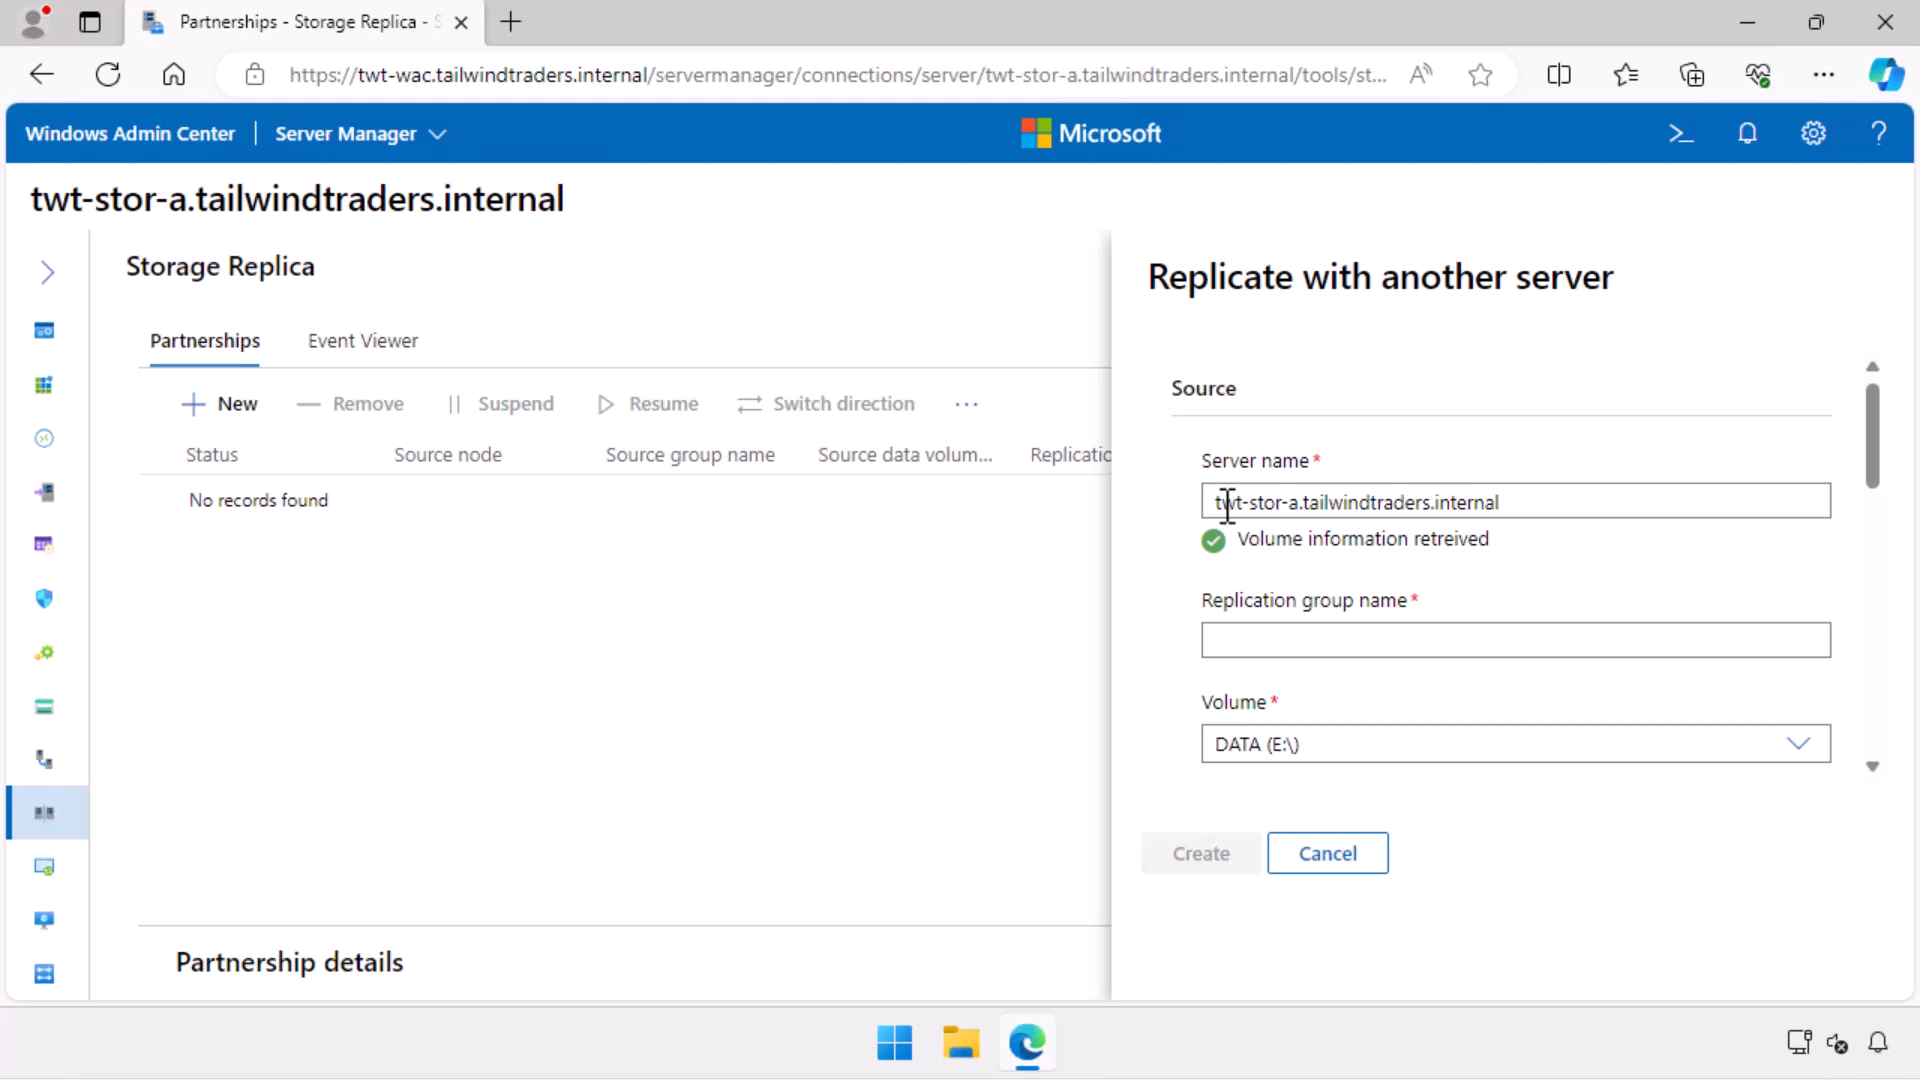 Partnerships - Storage Replica - S
https://twt-wac.tailwindtraders.internal/servermanager/connections/server/twt-stor-a.tailwindtraders.internal/tools/st...
Windows Admin Center
Server Manager
Microsoft
twt-stor-a.tailwindtraders.internal
Storage Replica
Partnerships
Event Viewer
New
Remove
Suspend
Resume
Switch direction
Status
Source node
Source group name
Source data volum...
Replicatio
No records found
Partnership details
Replicate with another server
Source
Server name *
twt-stor-a.tailwindtraders.internal
Volume information retreived
Replication group name *
Volume *
DATA (E:\)
Create
Cancel